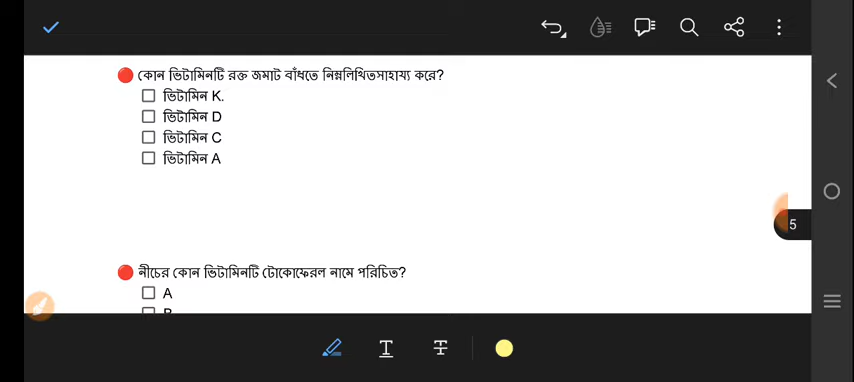 কোন ভিটামিনটি রক্ত জমাট বাঁধতে নিম্নলিখিতসাহায্য করে?
ভিটামিন K.
ভিটামিন D
ভিটামিন C
ভিটামিন A
5
নীচের কোন ভিটামিনটি টোকোফেরল নামে পরিচিত?
A